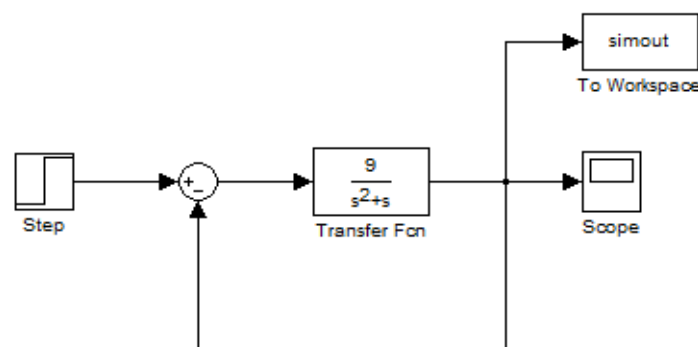 simout
To Workspace
+
−
9
s2+s
Step
Transfer Fcn
Scope